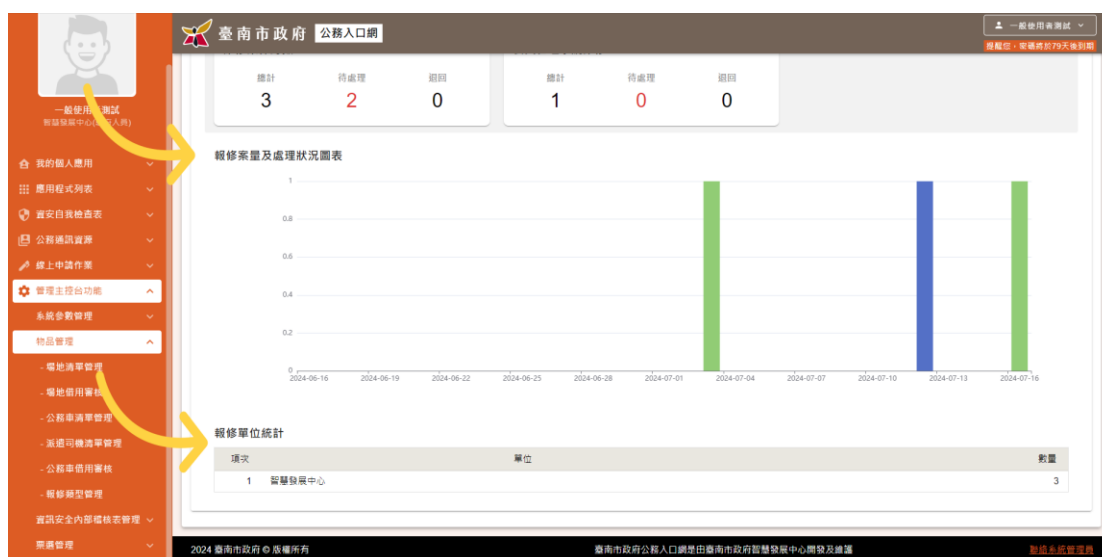 臺南市政府 公務入口網
一般使用者測試
提醒您，密碼將於79天後到期
我的個人應用
應用程式列表
資安自我檢查表
公務通訊資源
線上申請作業
管理主控台功能
系統參數管理
物品管理
- 場地清單管理
- 場地借用審核
- 公務車清單管理
- 派遣司機清單管理
- 公務車借用審核
- 報修類型管理
資訊安全內部稽核表管理
票選管理
總計 待處理 退回
3 2 0
總計 待處理 退回
1 0 0
報修案量及處理狀況圖表
1
0.8
0.6
0.4
0.2
0
2024-06-16 2024-06-19 2024-06-22 2024-06-25 2024-06-28 2024-07-01 2024-07-04 2024-07-07 2024-07-10 2024-07-13 2024-07-16
報修單位統計
項次 單位 數量
1 智慧發展中心 3
2024 臺南市政府 © 版權所有 臺南市政府公務入口網是由臺南市政府智慧發展中心開發及維護 聯絡系統管理員